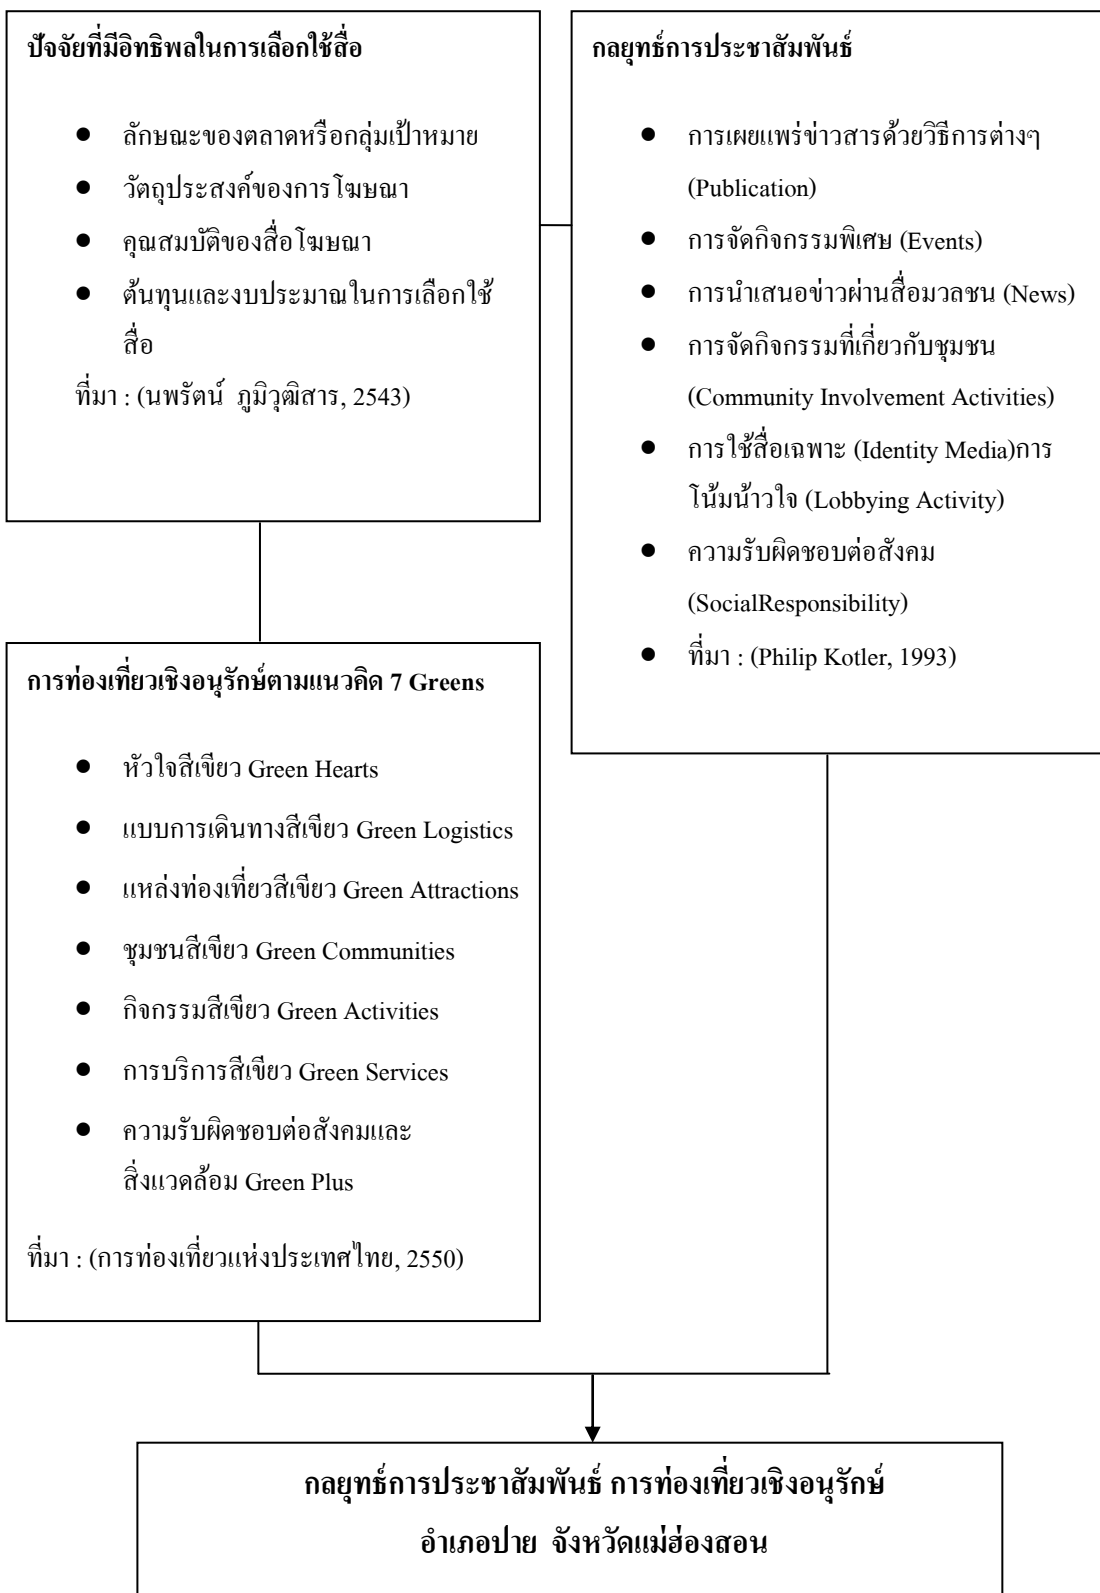 ปัจจัยที่มีอิทธิพลในการเลือกใช้สื่อ
● ลักษณะของตลาดหรือกลุ่มเป้าหมาย
● วัตถุประสงค์ของการโฆษณา
● คุณสมบัติของสื่อโฆษณา
● ต้นทุนและงบประมาณในการเลือกใช้
สื่อ
ที่มา : (นพรัตน์ ภูมิวุฒิสาร, 2543)
กลยุทธ์การประชาสัมพันธ์
● การเผยแพร่ข่าวสารด้วยวิธีการต่างๆ
(Publication)
● การจัดกิจกรรมพิเศษ (Events)
● การนำเสนอข่าวผ่านสื่อมวลชน (News)
● การจัดกิจกรรมที่เกี่ยวกับชุมชน
(Community Involvement Activities)
● การใช้สื่อเฉพาะ (Identity Media)การ
โน้มน้าวใจ (Lobbying Activity)
● ความรับผิดชอบต่อสังคม
(SocialResponsibility)
● ที่มา : (Philip Kotler, 1993)
การท่องเที่ยวเชิงอนุรักษ์ตามแนวคิด 7 Greens
● หัวใจสีเขียว Green Hearts
● แบบการเดินทางสีเขียว Green Logistics
● แหล่งท่องเที่ยวสีเขียว Green Attractions
● ชุมชนสีเขียว Green Communities
● กิจกรรมสีเขียว Green Activities
● การบริการสีเขียว Green Services
● ความรับผิดชอบต่อสังคมและ
สิ่งแวดล้อม Green Plus
ที่มา : (การท่องเที่ยวแห่งประเทศไทย, 2550)
กลยุทธ์การประชาสัมพันธ์ การท่องเที่ยวเชิงอนุรักษ์
อำเภอปาย จังหวัดแม่ฮ่องสอน